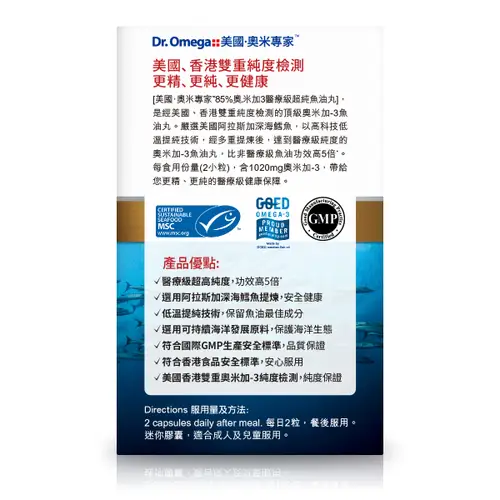 Dr. Omega 美國·奧米專家™
美國、香港雙重純度檢測
更精、更純、更健康
[美國·奧米專家"85%奧米加3醫療級超純魚油丸],
是經美國,香港雙重純度檢測的頂級奧米加-3魚
油丸。嚴選美國阿拉斯加深海鱈魚,以高科技低
溫提純技術,經多重提煉後,達到醫療級純度的
奧米加-3魚油丸,比非醫療級魚油功效高5倍*。
每食用份量(2小粒),含1020mg奧米加-3,帶給
您更精、更純的醫療級健康保障。
CERTIFIED
SUSTAINABLE
SEAFOOD
MSC
www.msc.org
GOED
OMEGA-3
PROUD
MEMBER
Good Manufacturing Practice
GMP
Certified
產品優點:
✓醫療級超高純度,功效高5倍*
✓選用阿拉斯加深海鱈魚提煉,安全健康
✓低溫提純技術,保留魚油最佳成分
✓選用可持續海洋發展原料,保護海洋生態
✓符合國際GMP生產安全標準,品質保證
✓符合香港食品安全標準,安心服用
✓美國香港雙重奧米加-3純度檢測,純度保證
Directions 服用量及方法:
2 capsules daily after meal. 每日2粒,餐後服用。
迷你膠囊,適合成人及兒童服用。